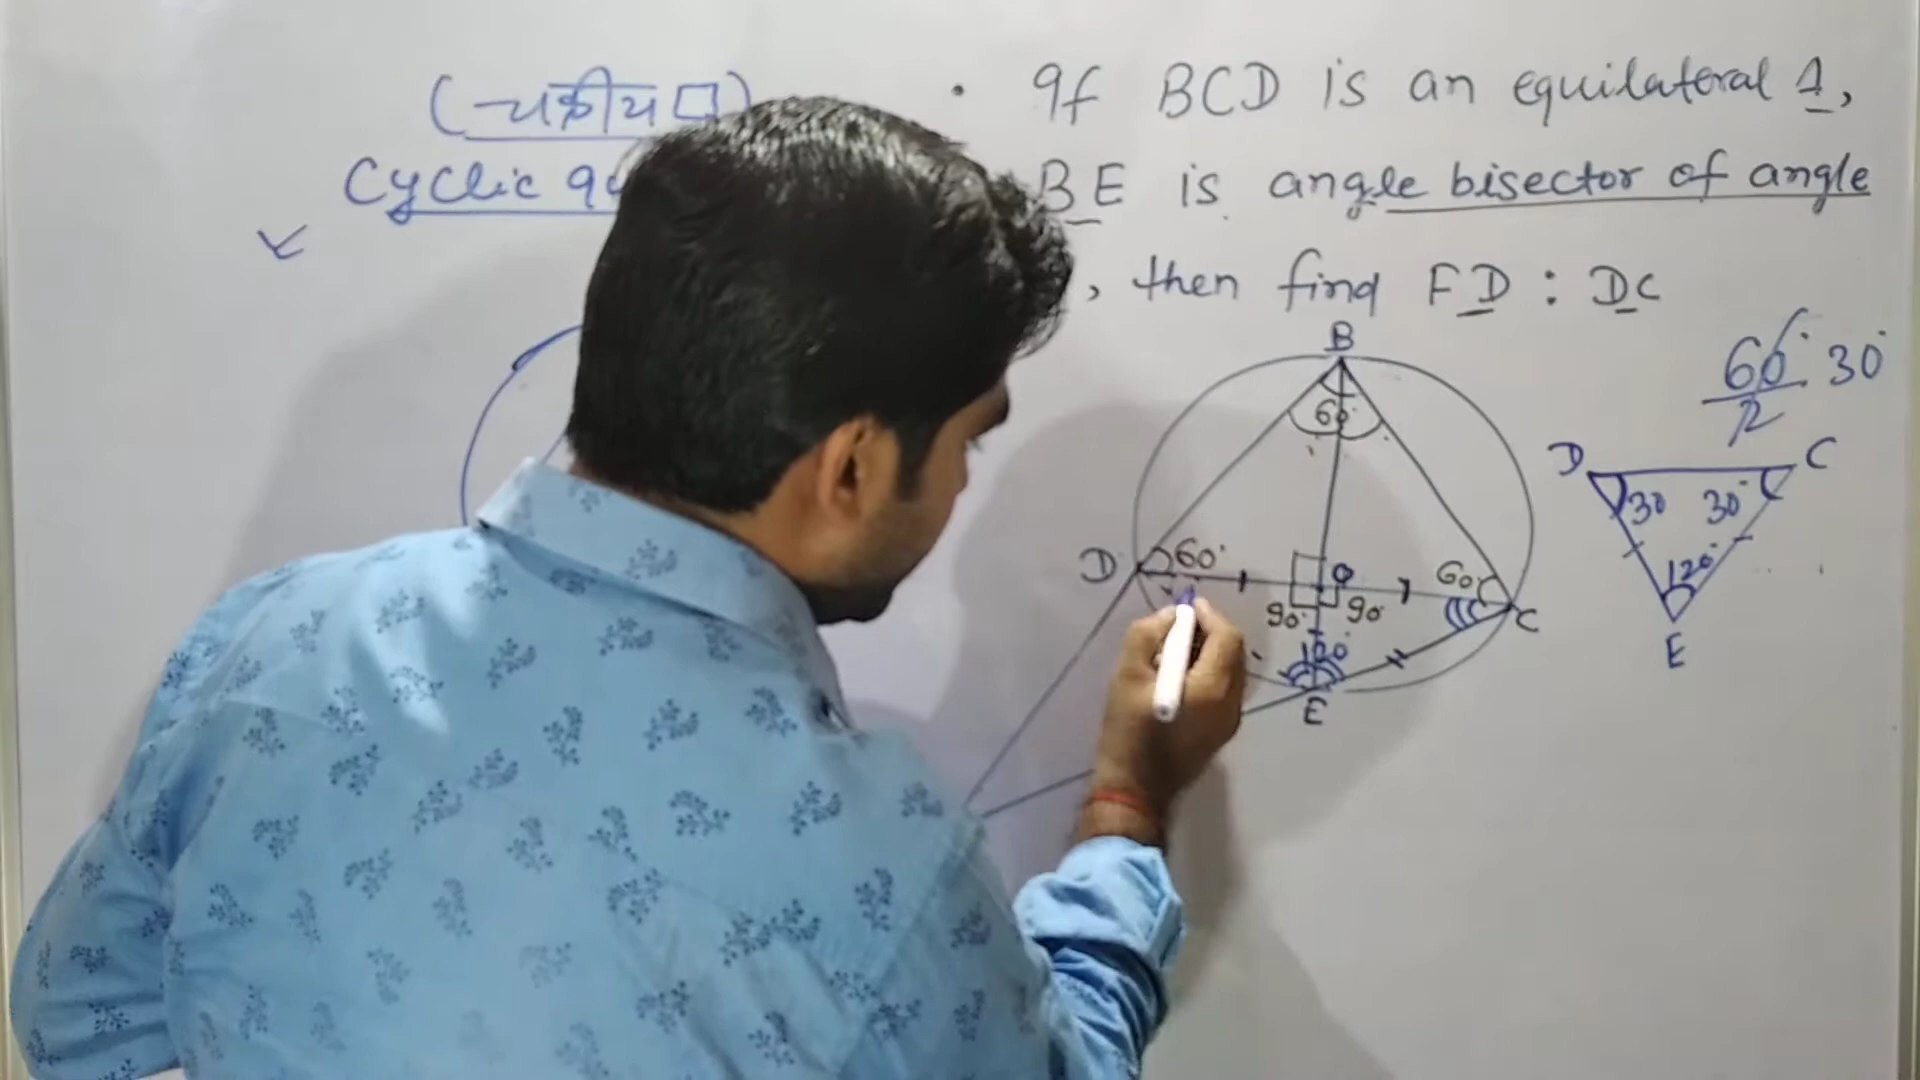 (चक्रीय □)
Cyclic
• If BCD is an equilateral Δ,
BE is angle bisector of angle
, then find FD : DC
B
60°/2 30°
60°
D C
30 30°
120°
E
D 60° O 60° C
90° 90°
120°
E